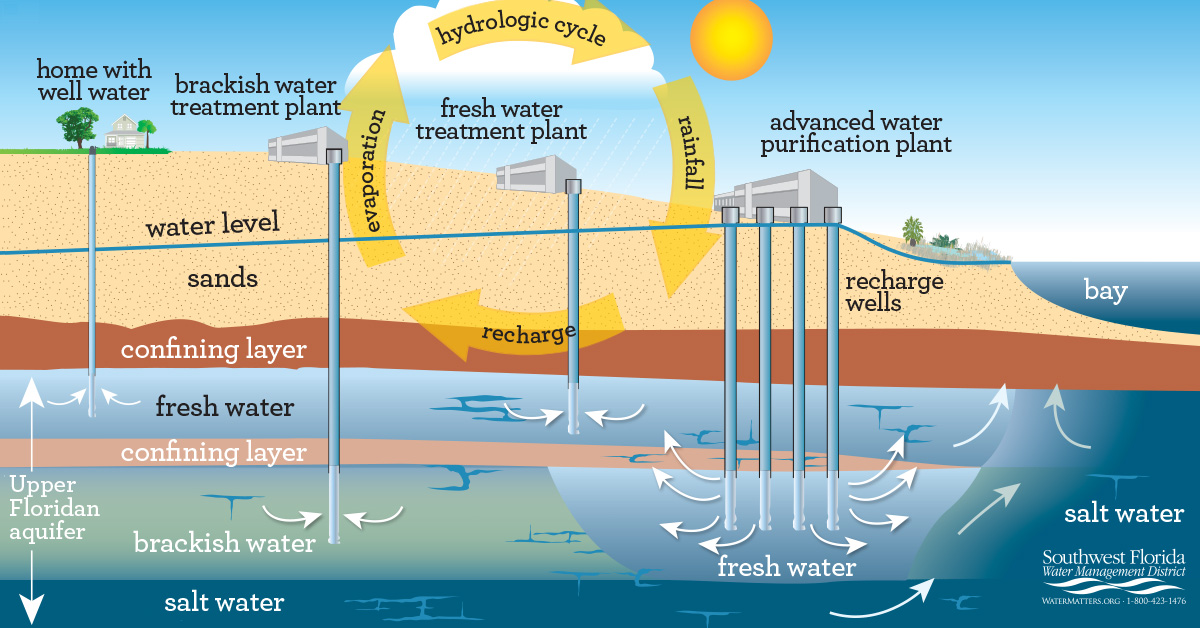 hydrologic cycle
home with
well water
brackish water
treatment plant
fresh water
treatment plant
advanced water
purification plant
evaporation
rainfall
water level
sands
recharge
wells
bay
recharge
confining layer
fresh water
confining layer
Upper
Floridan
aquifer
brackish water
salt water
fresh water
salt water
Southwest Florida
Water Management District
WATERMATTERS.ORG · 1-800-423-1476